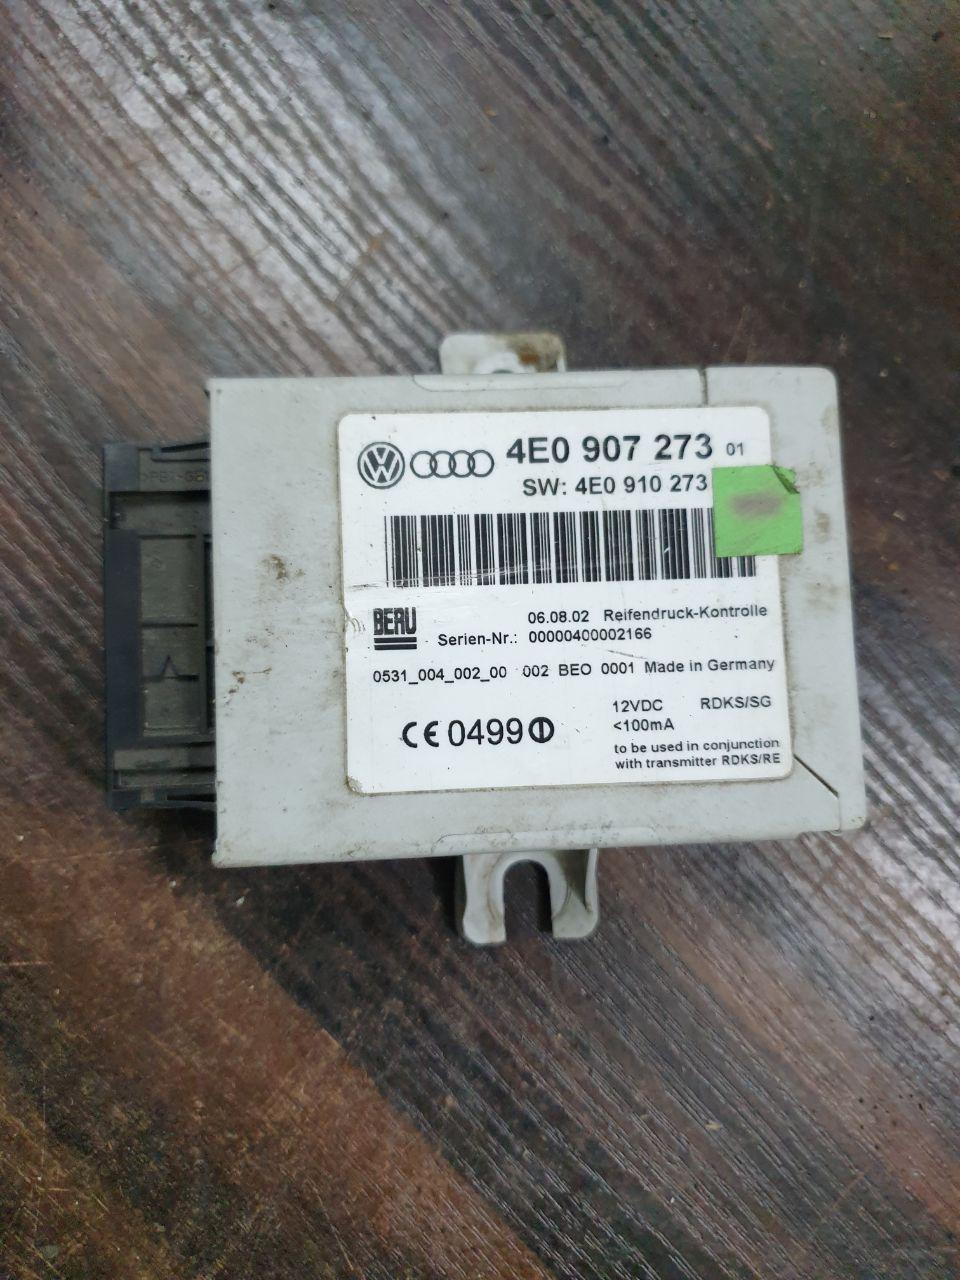 4E0 907 273 01
SW: 4E0 910 273
BERU
06.08.02 Reifendruck-Kontrolle
Serien-Nr.: 00000400002166
0531_004_002_00 002 BEO 0001 Made in Germany
12VDC RDKS/SG
<100mA
CE 0499
to be used in conjunction
with transmitter RDKS/RE